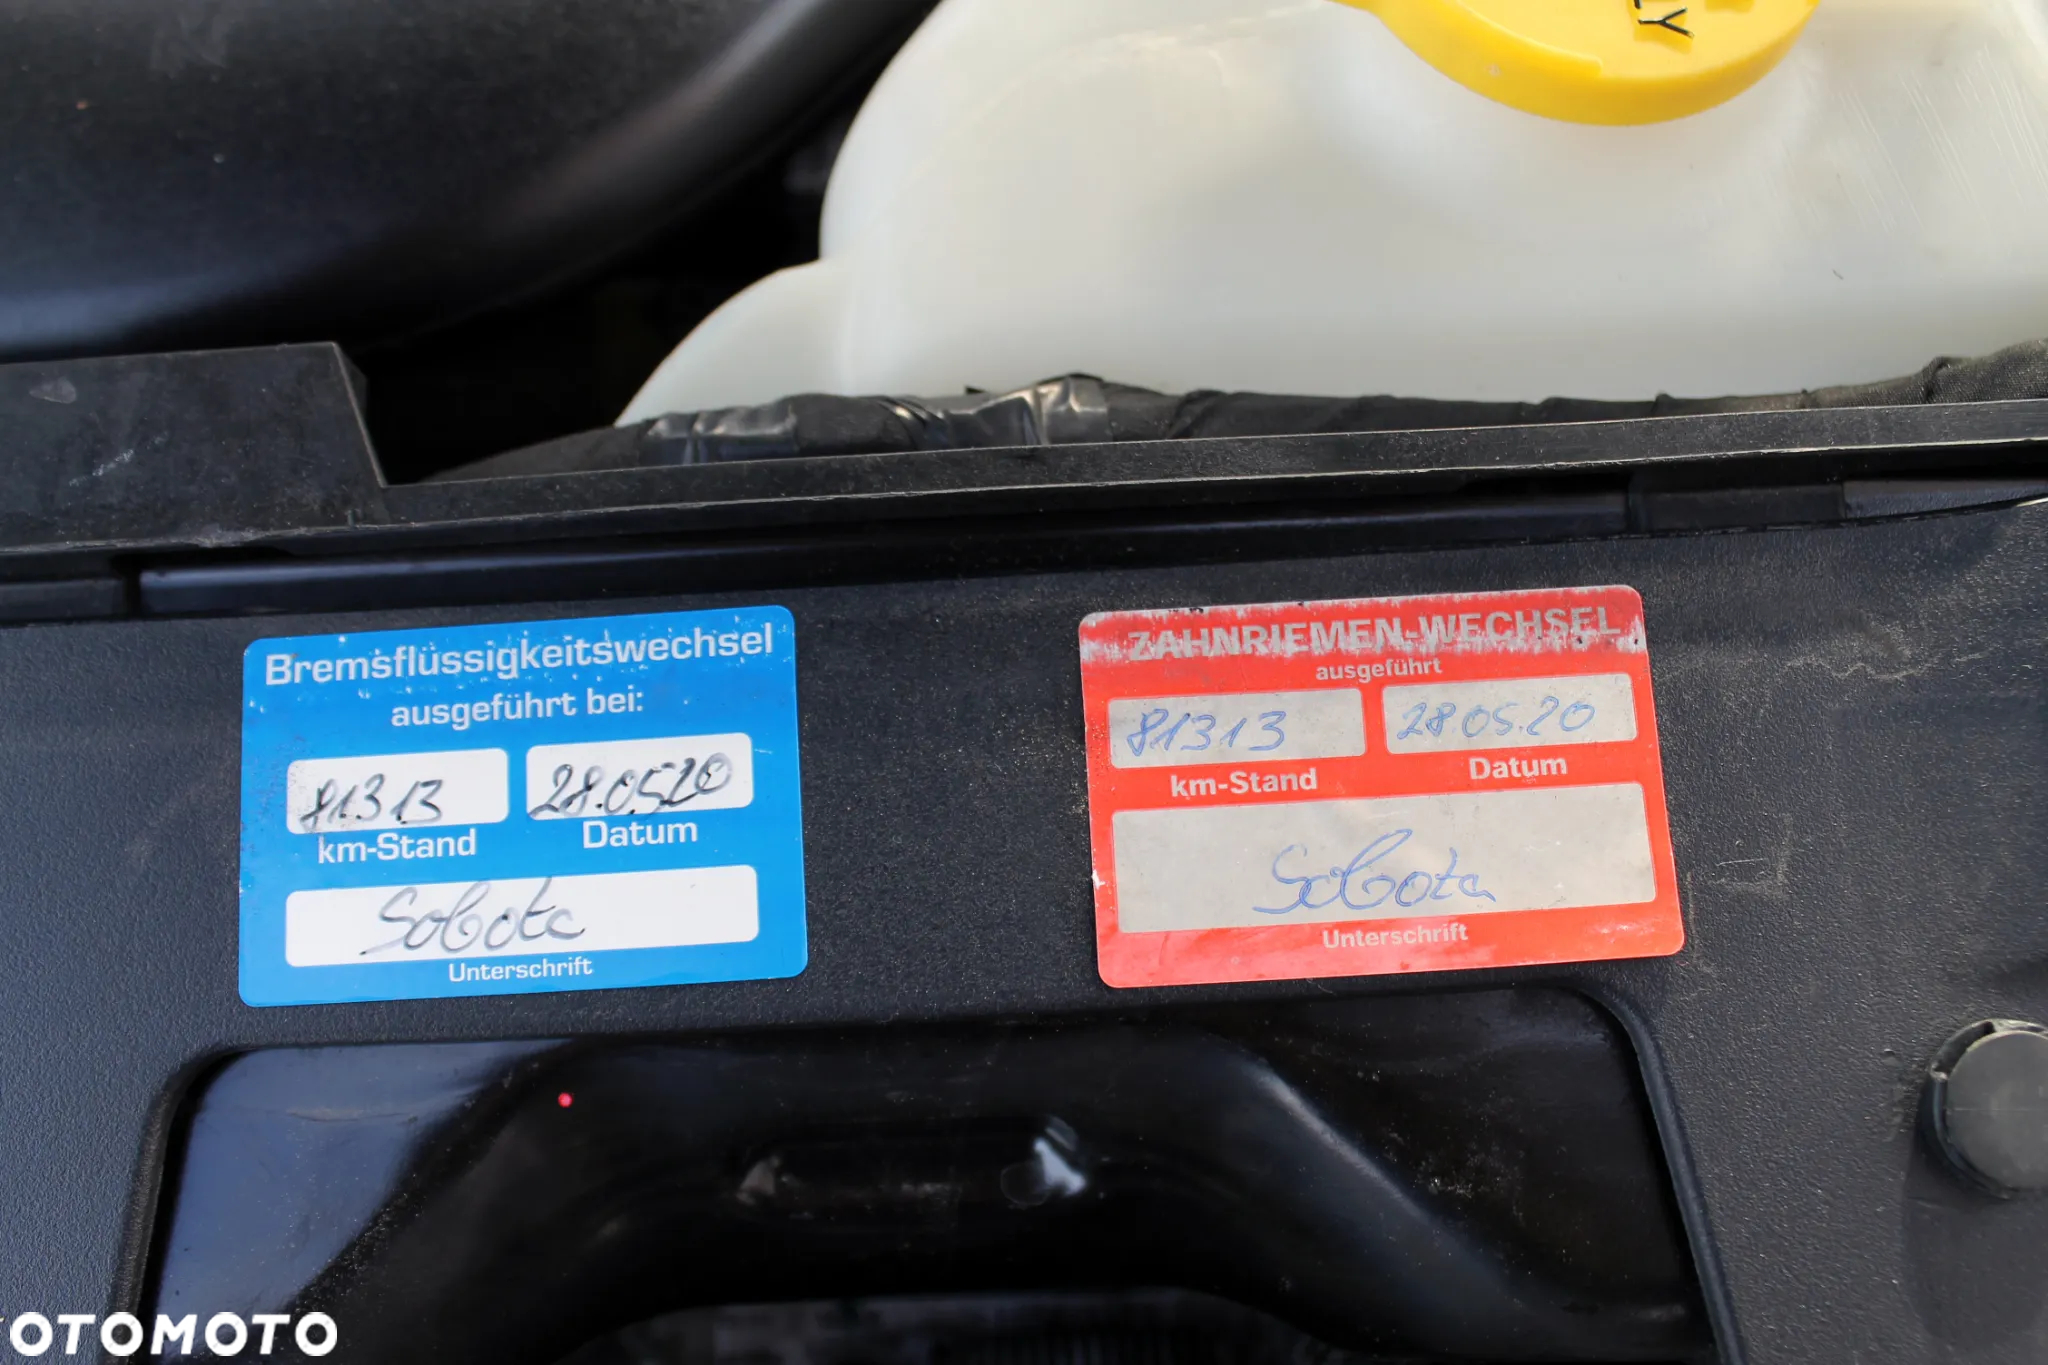 LY
Bremsflüssigkeitswechsel
ausgeführt bei:
81313
28.05.20
km-Stand
Datum
Sobota
Unterschrift
ZAHNRIEMEN-WECHSEL
ausgeführt
81313
28.05.20
km-Stand
Datum
Sobota
Unterschrift
OTOMOTO